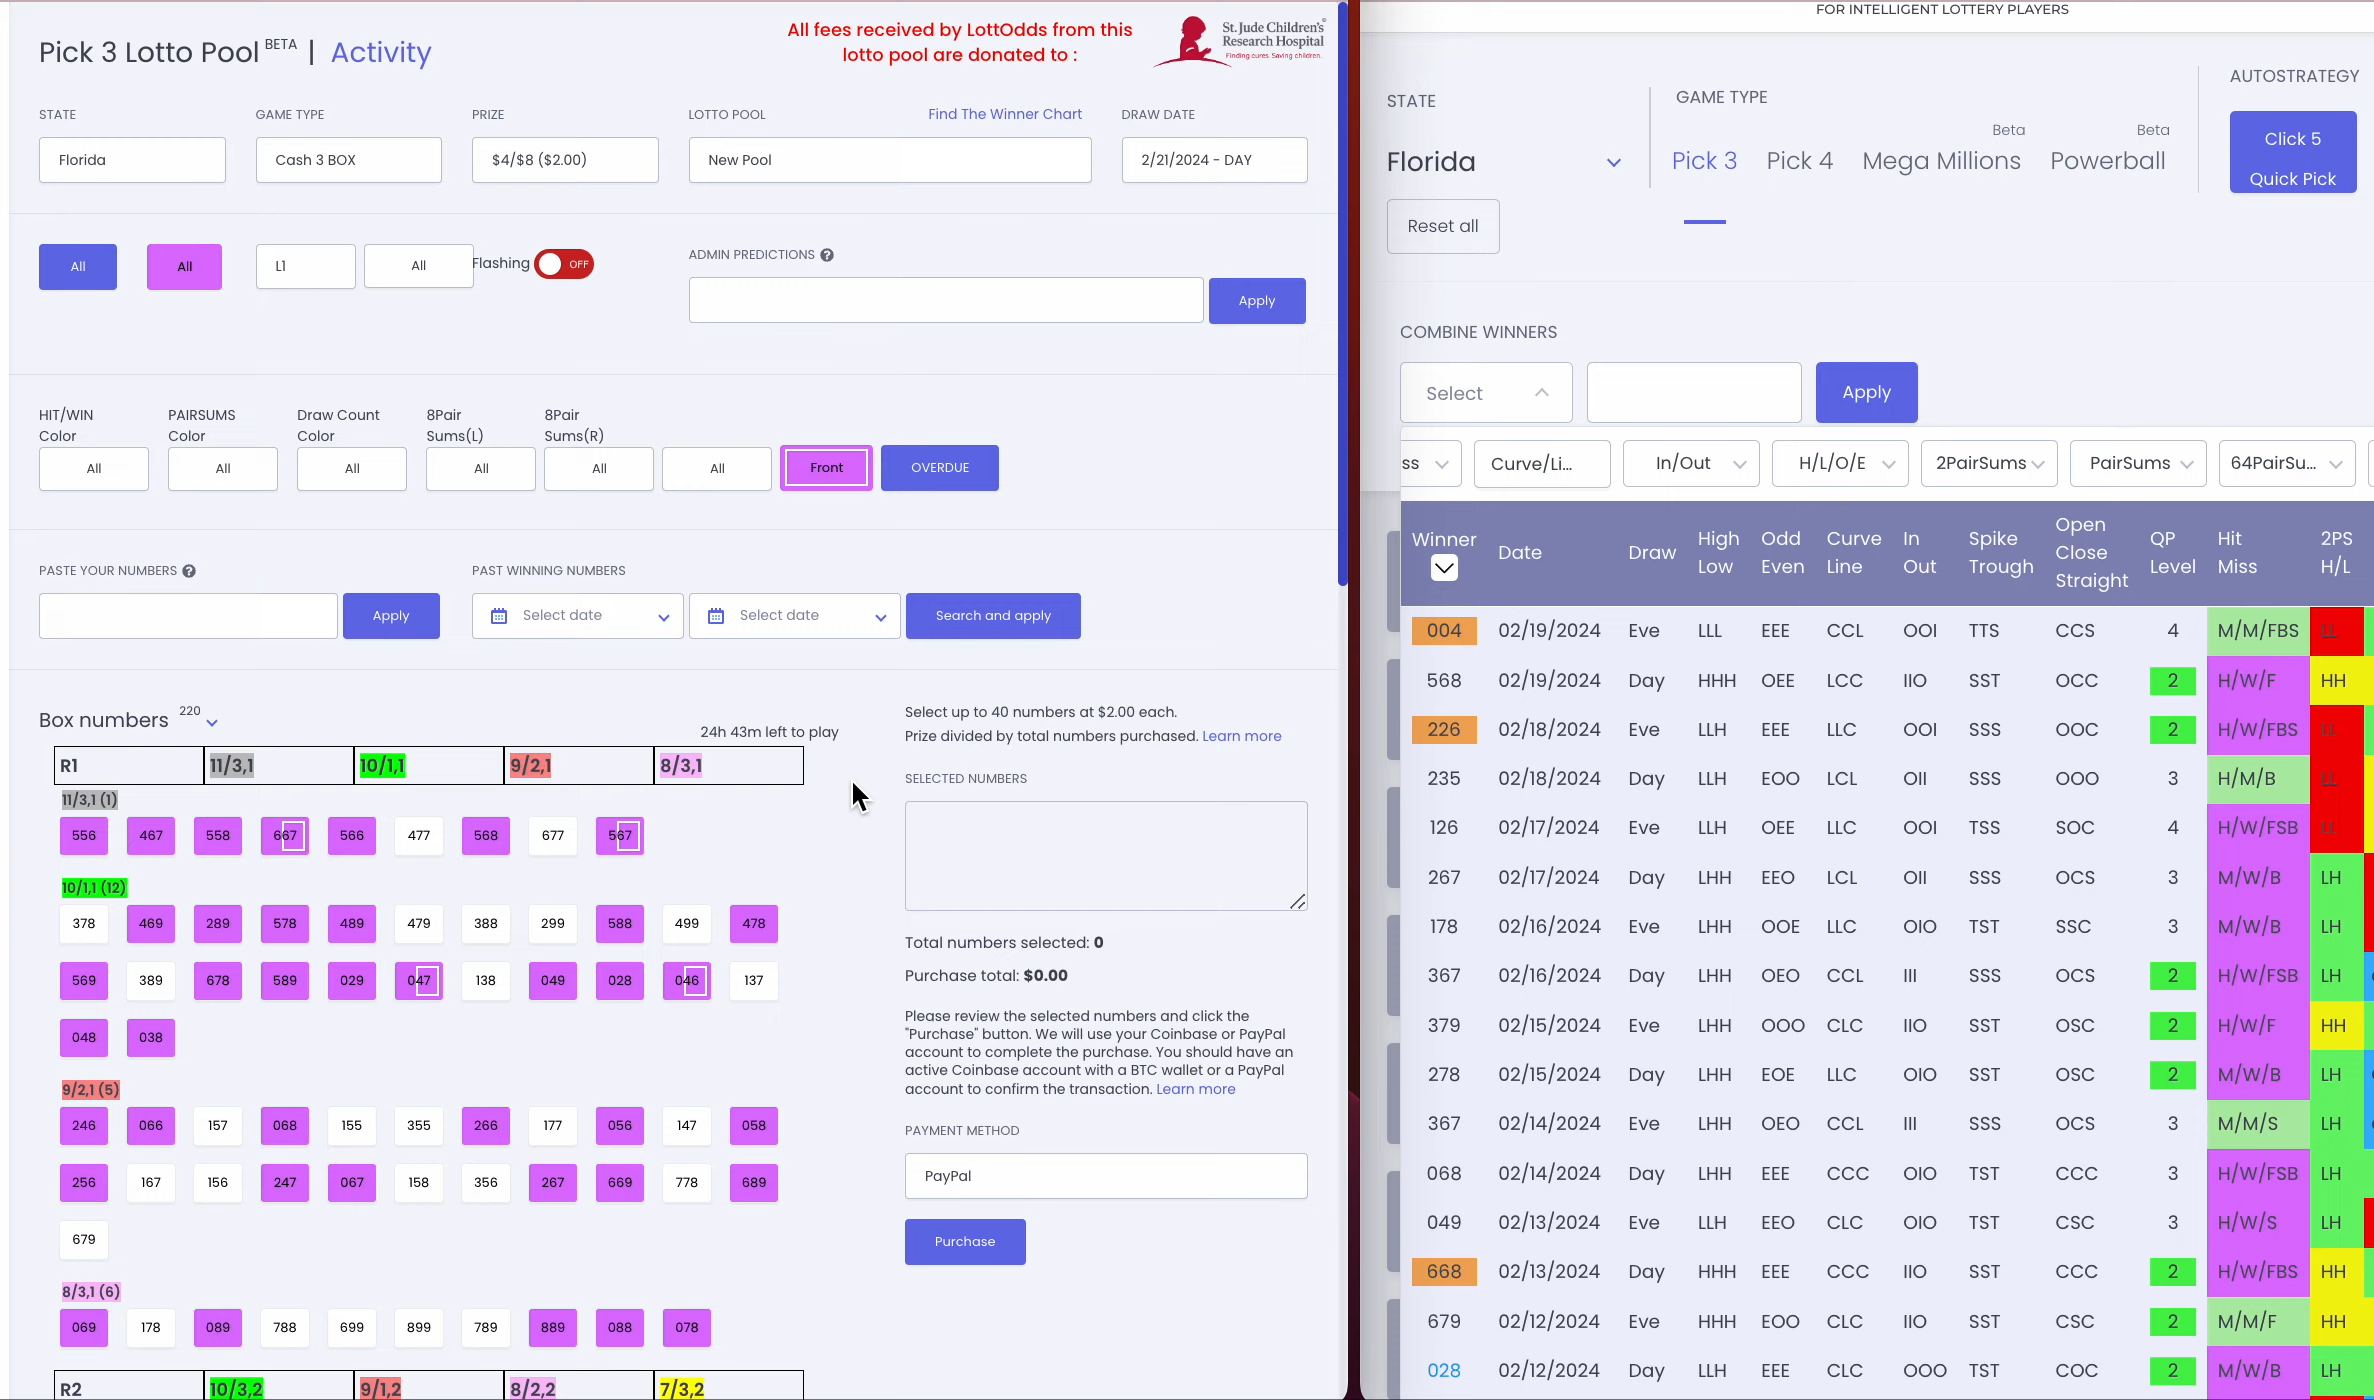 Pick 3 Lotto Pool BETA | Activity
All fees received by LottOdds from this
lotto pool are donated to :
St. Jude Children's
Research Hospital
Finding cures. Saving children.
STATE
GAME TYPE
PRIZE
LOTTO POOL
Find The Winner Chart
DRAW DATE
Florida
Cash 3 BOX
$4/$8 ($2.00)
New Pool
2/21/2024 - DAY
All
All
L1
All
Flashing
OFF
ADMIN PREDICTIONS
Apply
HIT/WIN
Color
PAIRSUMS
Color
Draw Count
Color
8Pair
Sums(L)
8Pair
Sums(R)
All
All
All
All
All
All
Front
OVERDUE
PASTE YOUR NUMBERS
PAST WINNING NUMBERS
Apply
Select date
Select date
Search and apply
Box numbers 220
24h 43m left to play
R1 11/3,1 10/1,1 9/2,1 8/3,1
11/3,1 (1)
556 467 558 667 566 477 568 677 567
10/1,1 (12)
378 469 289 578 489 479 388 299 588 499 478
569 389 678 589 029 047 138 049 028 046 137
048 038
9/2,1 (5)
246 066 157 068 155 355 266 177 056 147 058
256 167 156 247 067 158 356 267 669 778 689
679
8/3,1 (6)
069 178 089 788 699 899 789 889 088 078
R2 10/3,2 9/1,2 8/2,2 7/3,2
Select up to 40 numbers at $2.00 each.
Prize divided by total numbers purchased. Learn more
SELECTED NUMBERS
Total numbers selected: 0
Purchase total: $0.00
Please review the selected numbers and click the
"Purchase" button. We will use your Coinbase or PayPal
account to complete the purchase. You should have an
active Coinbase account with a BTC wallet or a PayPal
account to confirm the transaction. Learn more
PAYMENT METHOD
PayPal
Purchase
FOR INTELLIGENT LOTTERY PLAYERS
STATE
Florida
Reset all
GAME TYPE
Pick 3
Pick 4
Beta
Mega Millions
Beta
Powerball
AUTOSTRATEGY
Click 5
Quick Pick
COMBINE WINNERS
Select
Apply
ss
Curve/Li...
In/Out
H/L/O/E
2PairSums
PairSums
64PairSu...
Winner Date Draw High Low Odd Even Curve Line In Out Spike Trough Open Close Straight QP Level Hit Miss 2PS H/L
004 02/19/2024 Eve LLL EEE CCL OOI TTS CCS 4 M/M/FBS LL
568 02/19/2024 Day HHH OEE LCC IIO SST OCC 2 H/W/F HH
226 02/18/2024 Eve LLH EEE LLC OOI SSS OOC 2 H/W/FBS LL
235 02/18/2024 Day LLH EOO LCL OII SSS OOO 3 H/M/B LL
126 02/17/2024 Eve LLH OEE LLC OOI TSS SOC 4 H/W/FSB LL
267 02/17/2024 Day LHH EEO LCL OII SSS OCS 3 M/W/B LH
178 02/16/2024 Eve LHH OOE LLC OIO TST SSC 3 M/W/B LH
367 02/16/2024 Day LHH OEO CCL III SSS OCS 2 H/W/FSB LH
379 02/15/2024 Eve LHH OOO CLC IIO SST OSC 2 H/W/F HH
278 02/15/2024 Day LHH EOE LLC OIO TST OSC 2 M/W/B LH
367 02/14/2024 Eve LHH OEO CCL III SSS OCS 3 M/M/S LH
068 02/14/2024 Day LHH EEE CCC OIO TST CCC 3 H/W/FSB LH
049 02/13/2024 Eve LLH EEO CLC OIO TST CSC 3 H/W/S LH
668 02/13/2024 Day HHH EEE CCC IIO SST CCC 2 H/W/FBS HH
679 02/12/2024 Eve HHH EOO CLC IIO SST CSC 2 M/M/F HH
028 02/12/2024 Day LLH EEE CLC OOO TST COC 2 M/W/B LH